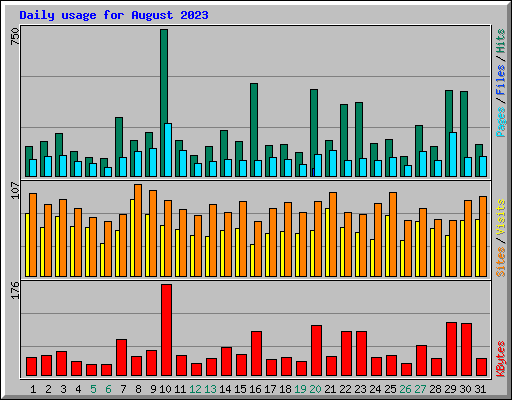 Daily usage for August 2023
750
Pages / Files / Hits
107
Sites / Visits
176
KBytes
1 2 3 4 5 6 7 8 9 10 11 12 13 14 15 16 17 18 19 20 21 22 23 24 25 26 27 28 29 30 31